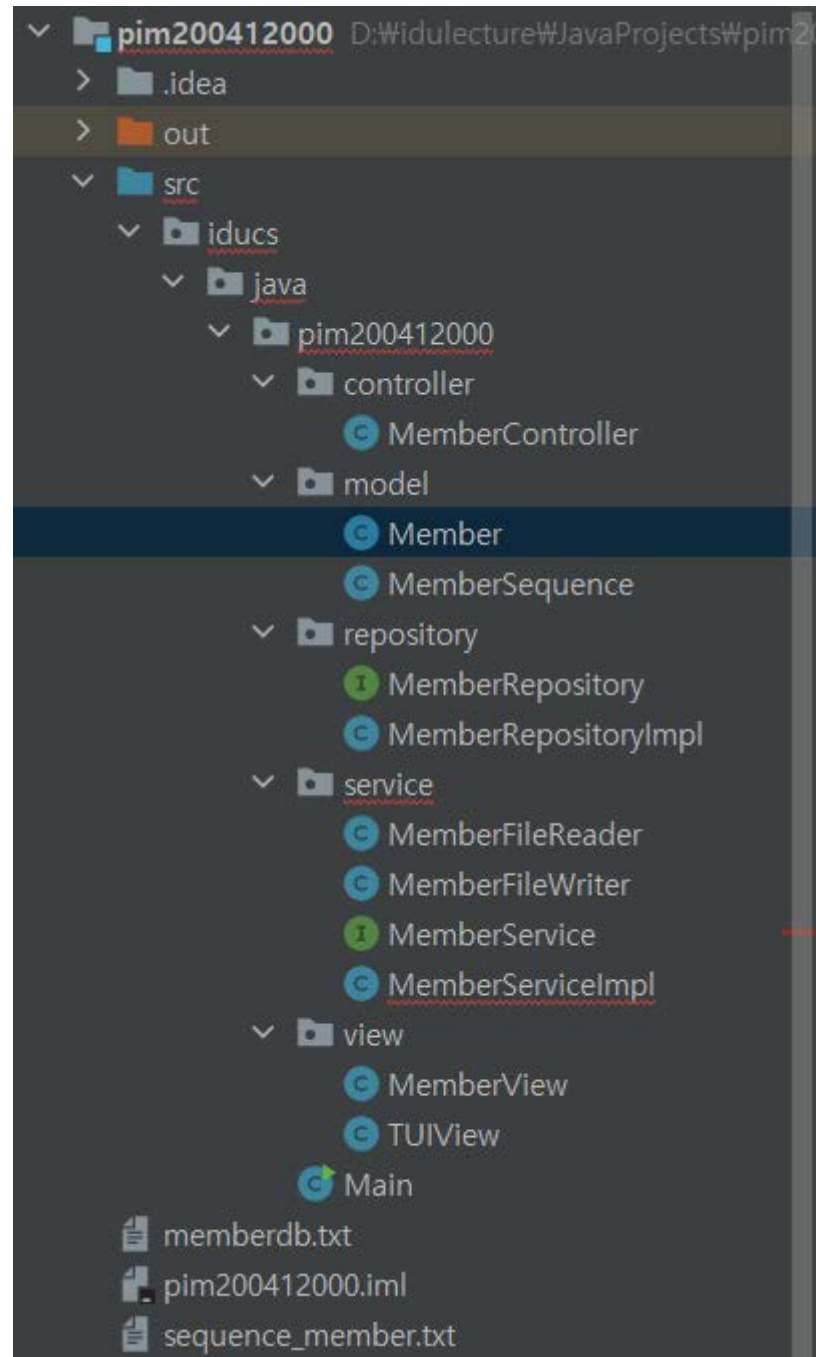 pim200412000 D:₩idulecture₩JavaProjects₩pim2
.idea
out
src
iducs
java
pim200412000
controller
MemberController
model
Member
MemberSequence
repository
MemberRepository
MemberRepositoryImpl
service
MemberFileReader
MemberFileWriter
MemberService
MemberServiceImpl
view
MemberView
TUIView
Main
memberdb.txt
pim200412000.iml
sequence_member.txt